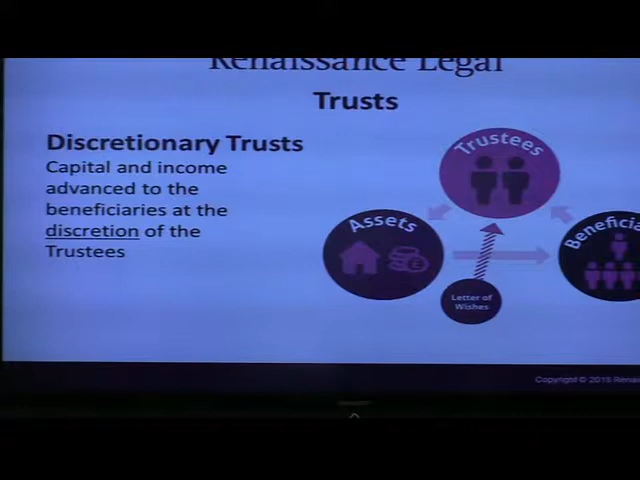 Renaissance Legal
Trusts
Discretionary Trusts
Capital and income
advanced to the
beneficiaries at the
discretion of the
Trustees
Trustees
Assets
£
Letter of
Wishes
Copyright ©